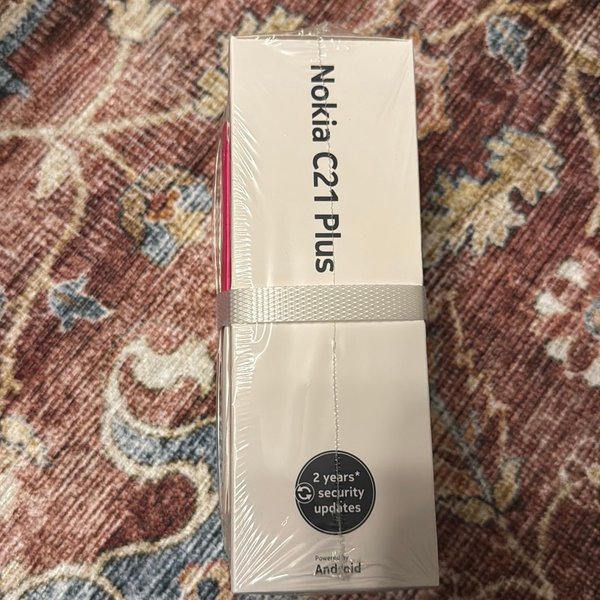 Nokia C21 Plus
2 years*
security
updates
Powered by
Android